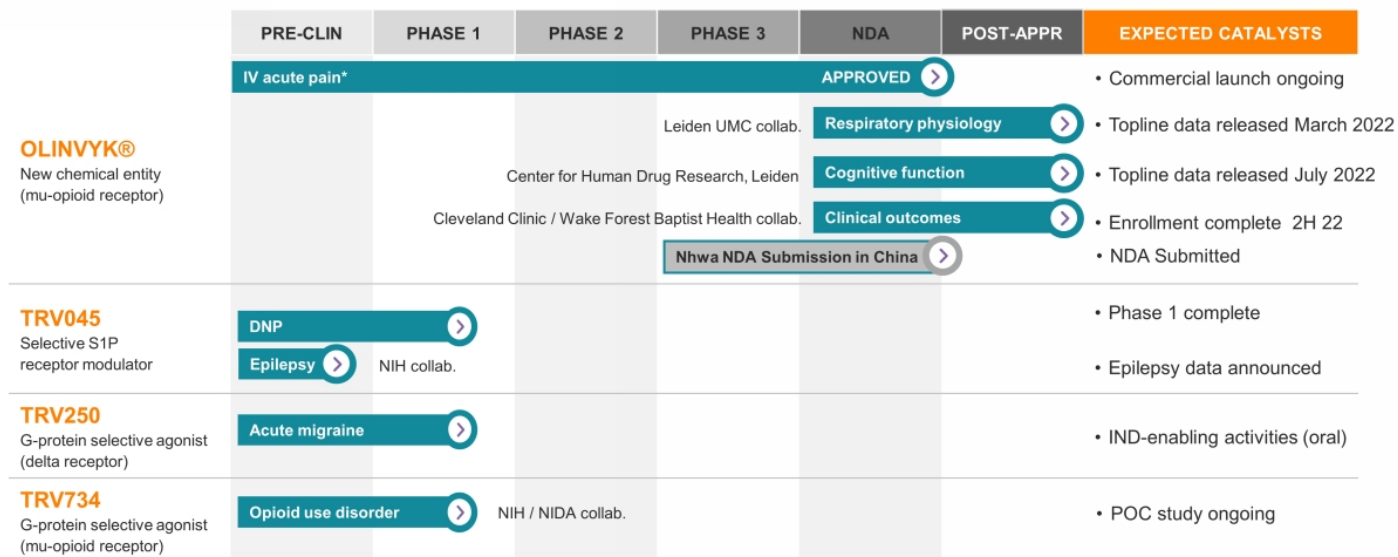 PRE-CLIN PHASE 1 PHASE 2 PHASE 3 NDA POST-APPR EXPECTED CATALYSTS
OLINVYK®
New chemical entity
(mu-opioid receptor)
IV acute pain* APPROVED
• Commercial launch ongoing
Leiden UMC collab. Respiratory physiology
• Topline data released March 2022
Center for Human Drug Research, Leiden Cognitive function
• Topline data released July 2022
Cleveland Clinic / Wake Forest Baptist Health collab. Clinical outcomes
• Enrollment complete 2H 22
Nhwa NDA Submission in China
• NDA Submitted
TRV045
Selective S1P
receptor modulator
DNP
• Phase 1 complete
Epilepsy NIH collab.
• Epilepsy data announced
TRV250
G-protein selective agonist
(delta receptor)
Acute migraine
• IND-enabling activities (oral)
TRV734
G-protein selective agonist
(mu-opioid receptor)
Opioid use disorder NIH / NIDA collab.
• POC study ongoing